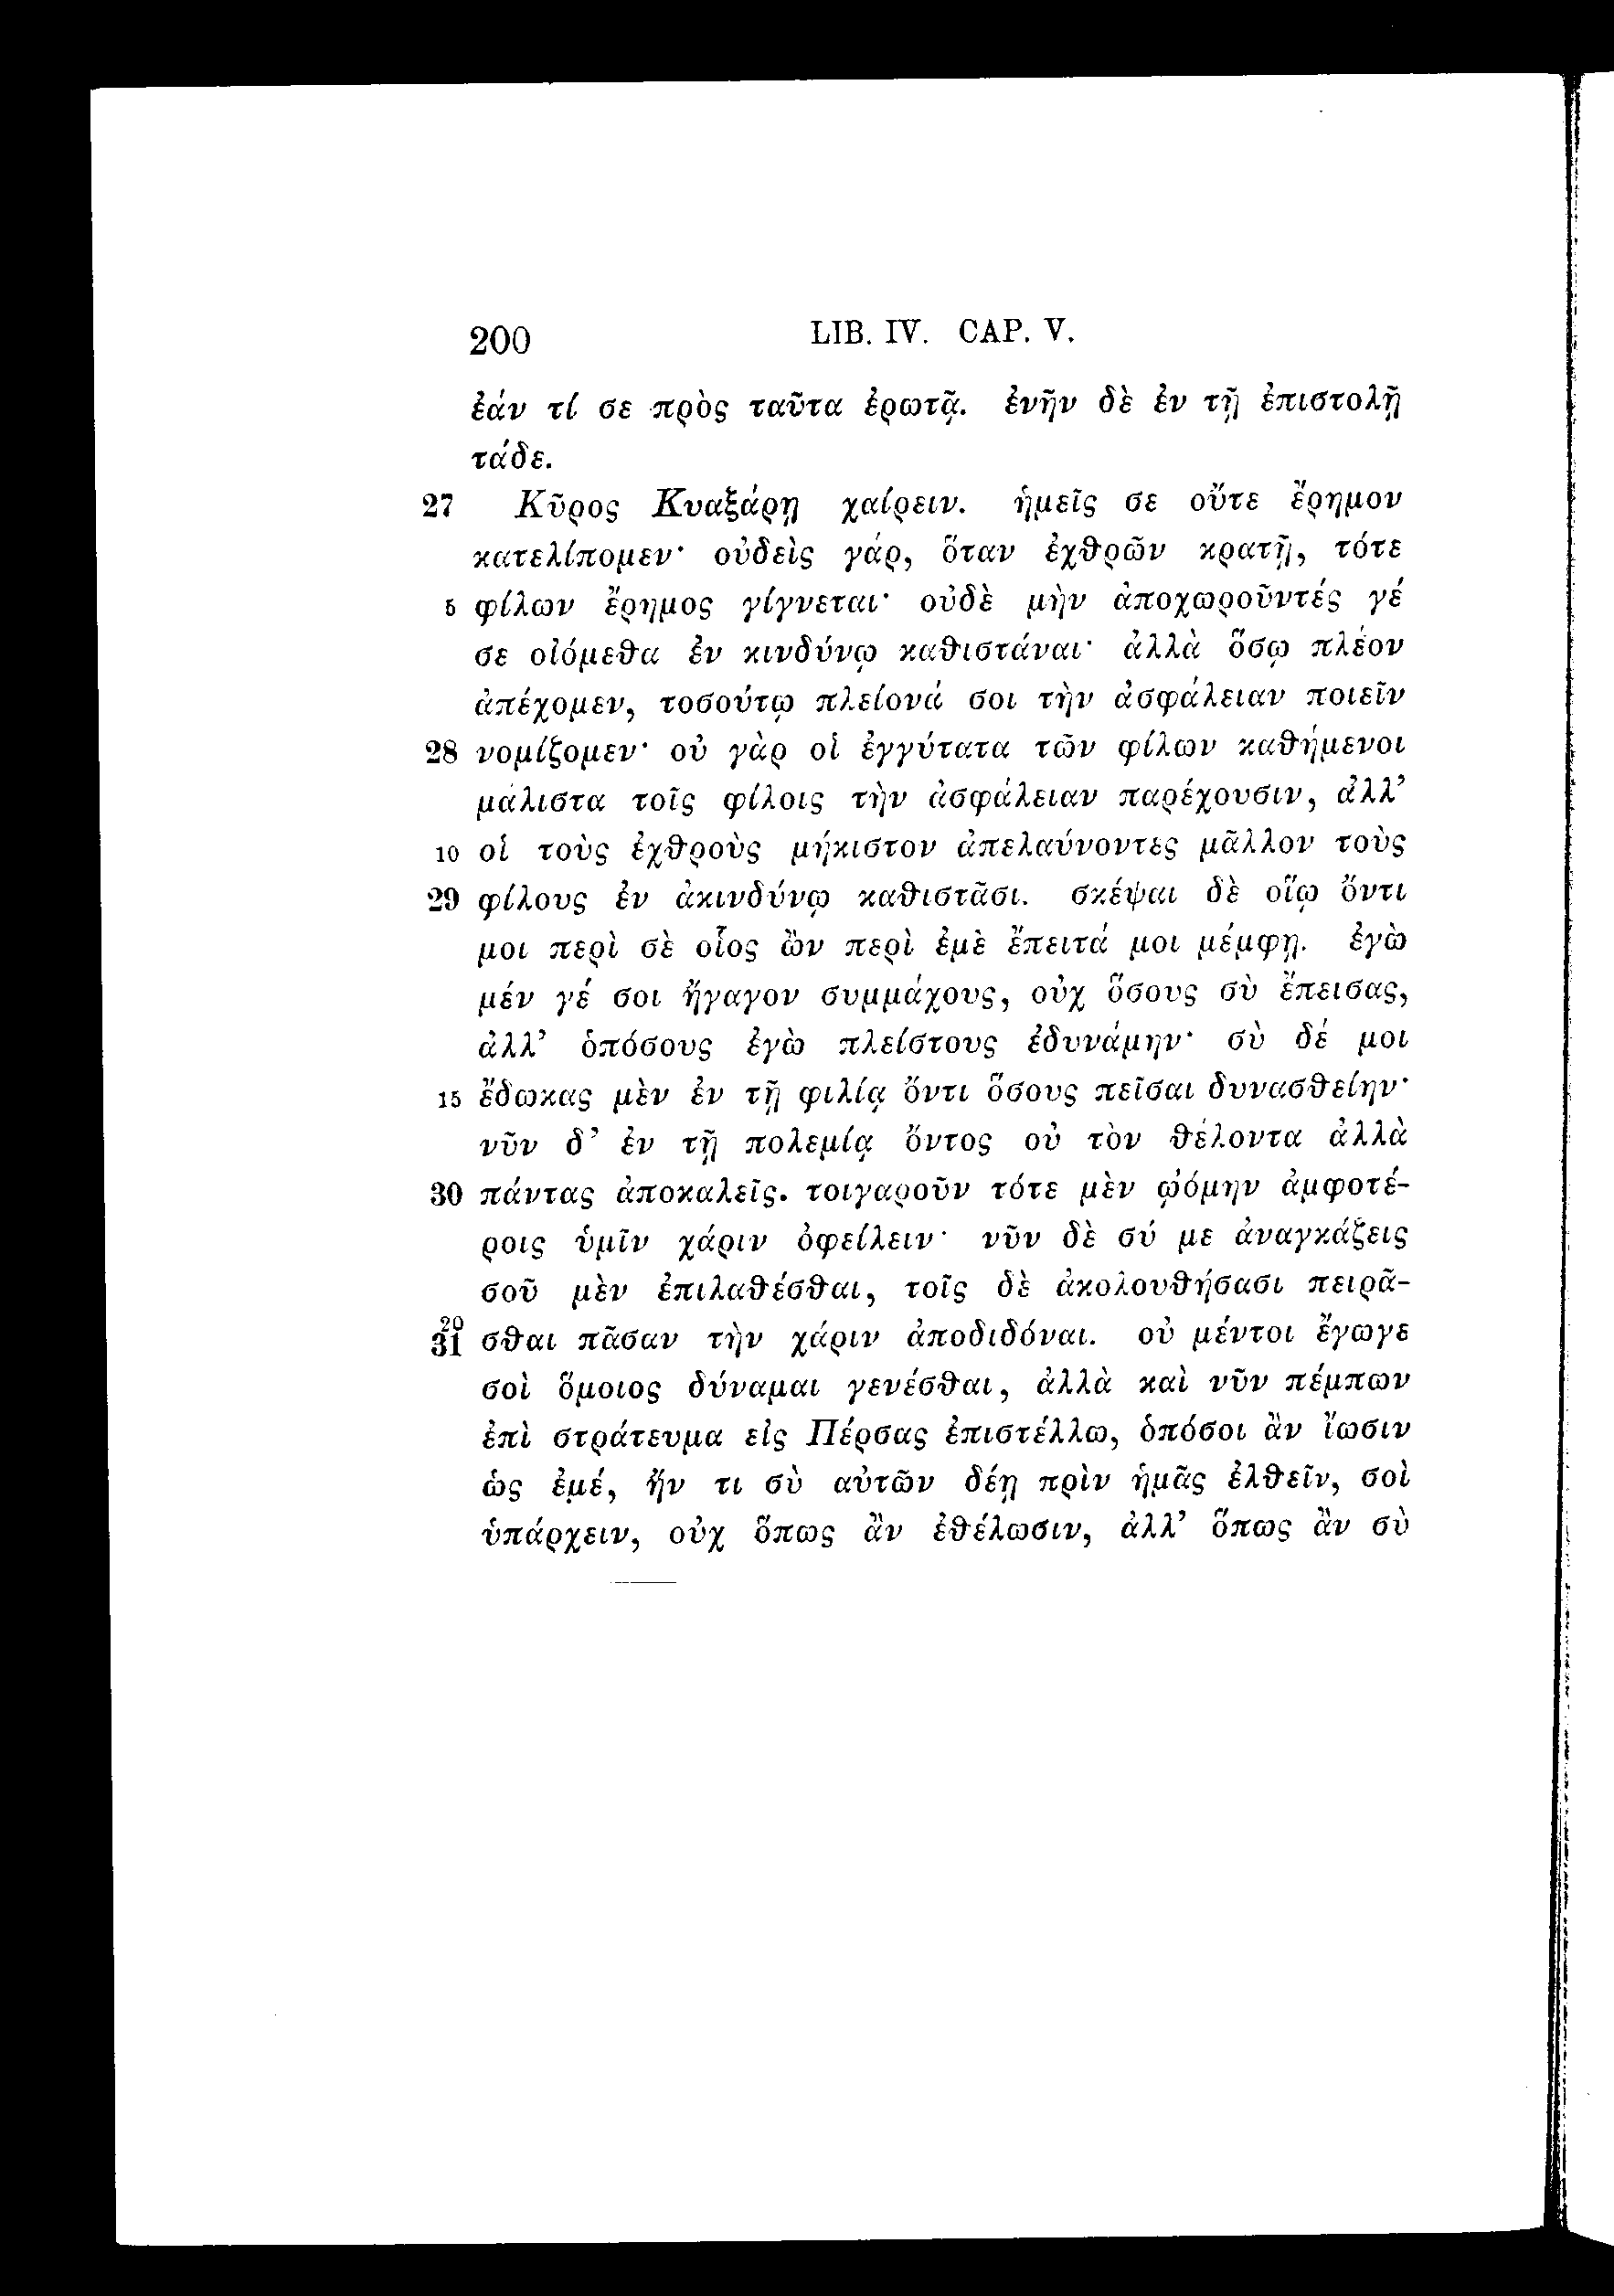 200 LIB. IV. CAP. V.
ἐάν τί σε πρὸς ταῦτα ἐρωτᾷ. ἐνῆν δὲ ἐν τῇ ἐπιστολῇ
τάδε.
27 Κῦρος Κυαξάρῃ χαίρειν. ἡμεῖς σε οὔτε ἔρημον
κατελίπομεν· οὐδεὶς γάρ, ὅταν ἐχθρῶν κρατῇ, τότε
5 φίλων ἔρημος γίγνεται· οὐδὲ μὴν ἀποχωροῦντές γέ
σε οἰόμεθα ἐν κινδύνῳ καθιστάναι· ἀλλὰ ὅσῳ πλέον
ἀπέχομεν, τοσούτῳ πλείονά σοι τὴν ἀσφάλειαν ποιεῖν
28 νομίζομεν· οὐ γὰρ οἱ ἐγγύτατα τῶν φίλων καθήμενοι
μάλιστα τοῖς φίλοις τὴν ἀσφάλειαν παρέχουσιν, ἀλλ’
10 οἱ τοὺς ἐχθροὺς μήκιστον ἀπελαύνοντες μᾶλλον τοὺς
29 φίλους ἐν ἀκινδύνῳ καθιστᾶσι. σκέψαι δὲ οἵῳ ὄντι
μοι περὶ σὲ οἷος ὢν περὶ ἐμὲ ἔπειτά μοι μέμφῃ. ἐγὼ
μέν γέ σοι ἤγαγον συμμάχους, οὐχ ὅσους σὺ ἔπεισας,
ἀλλ’ ὁπόσους ἐγὼ πλείστους ἐδυνάμην· σὺ δέ μοι
15 ἔδωκας μὲν ἐν τῇ φιλίᾳ ὄντι ὅσους πεῖσαι δυνασθείην·
νῦν δ’ ἐν τῇ πολεμίᾳ ὄντος οὐ τὸν θέλοντα ἀλλὰ
30 πάντας ἀποκαλεῖς. τοιγαροῦν τότε μὲν ᾠόμην ἀμφοτέ-
ροις ὑμῖν χάριν ὀφείλειν· νῦν δὲ σύ με ἀναγκάζεις
σοῦ μὲν ἐπιλαθέσθαι, τοῖς δὲ ἀκολουθήσασι πειρᾶ-
20 31 σθαι πᾶσαν τὴν χάριν ἀποδιδόναι. οὐ μέντοι ἔγωγε
σοὶ ὅμοιος δύναμαι γενέσθαι, ἀλλὰ καὶ νῦν πέμπων
ἐπὶ στράτευμα εἰς Πέρσας ἐπιστέλλω, ὁπόσοι ἂν ἴωσιν
ὡς ἐμέ, ἤν τι σὺ αὐτῶν δέῃ πρὶν ἡμᾶς ἐλθεῖν, σοὶ
ὑπάρχειν, οὐχ ὅπως ἂν ἐθέλωσιν, ἀλλ’ ὅπως ἂν σὺ